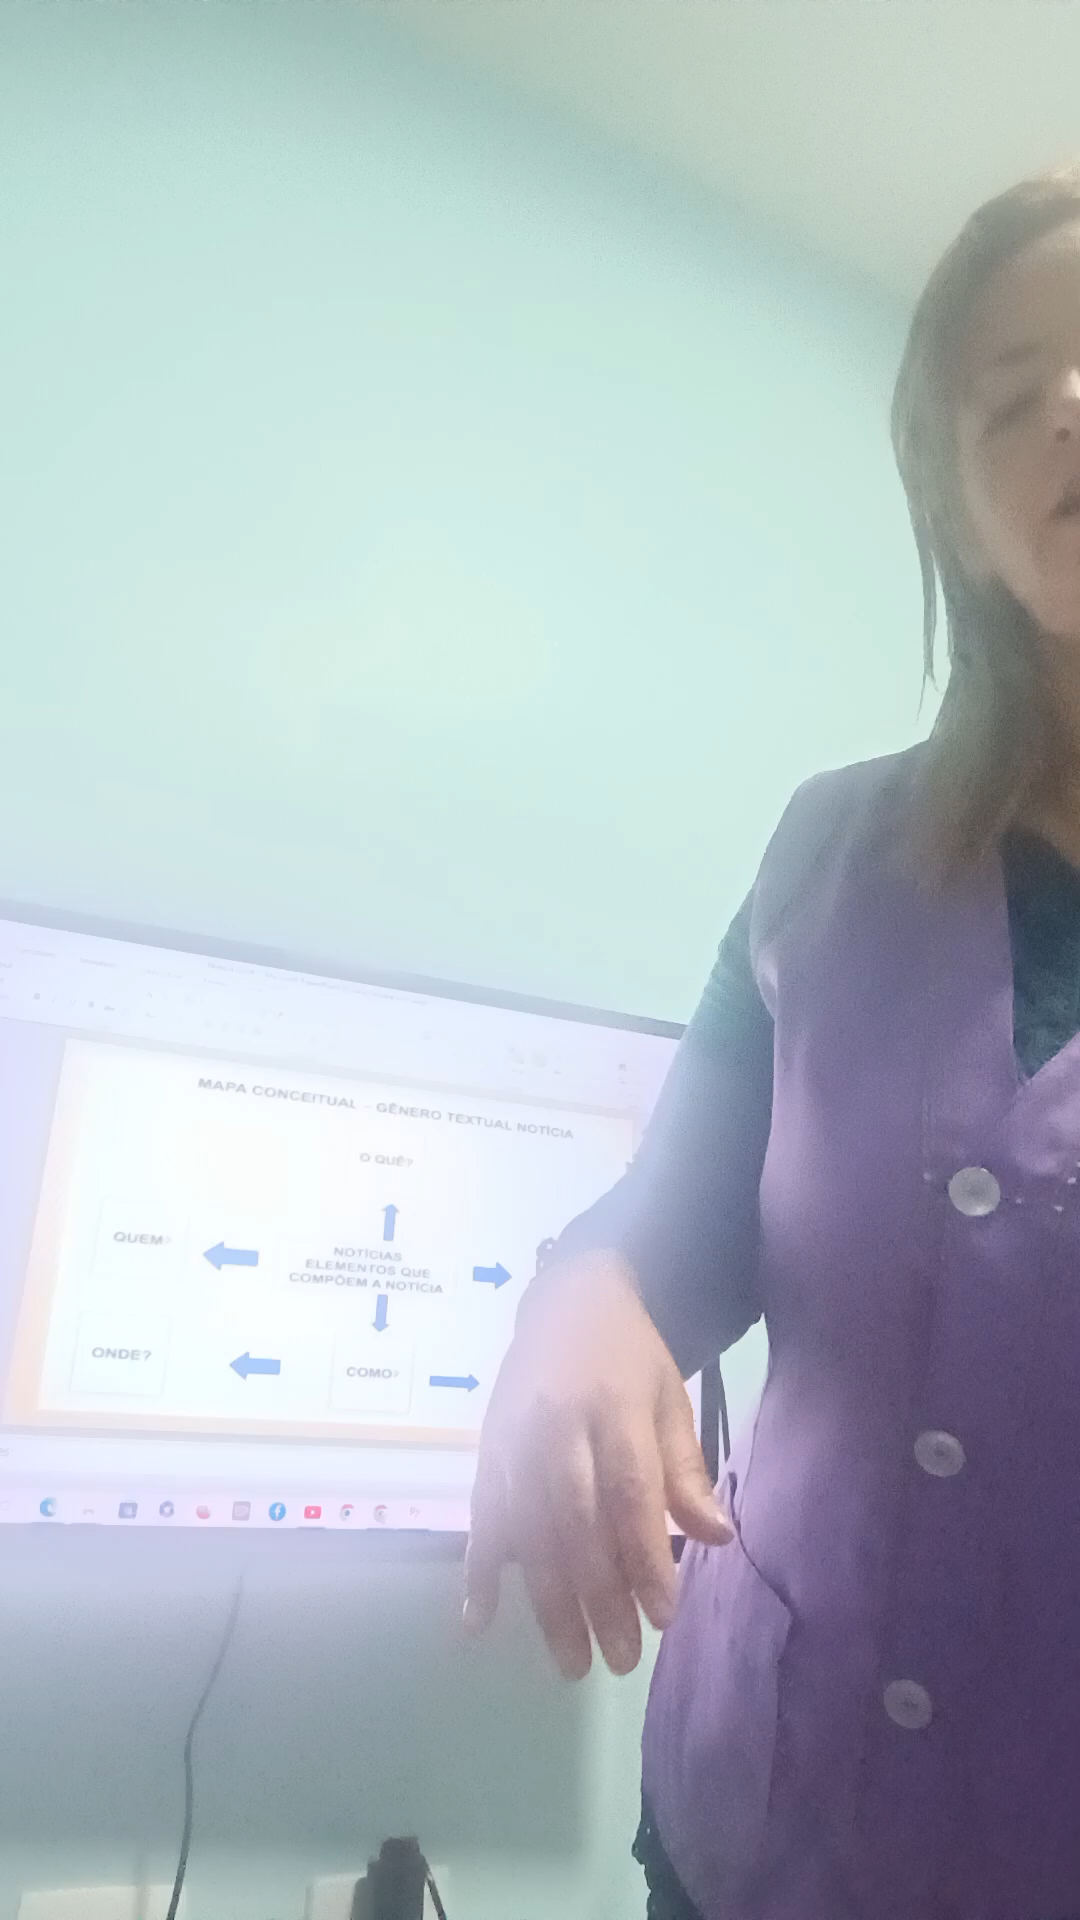 MAPA CONCEITUAL - GÊNERO TEXTUAL NOTÍCIA
O QUÊ?
QUEM?
NOTÍCIAS
ELEMENTOS QUE
COMPÕEM A NOTÍCIA
ONDE?
COMO?